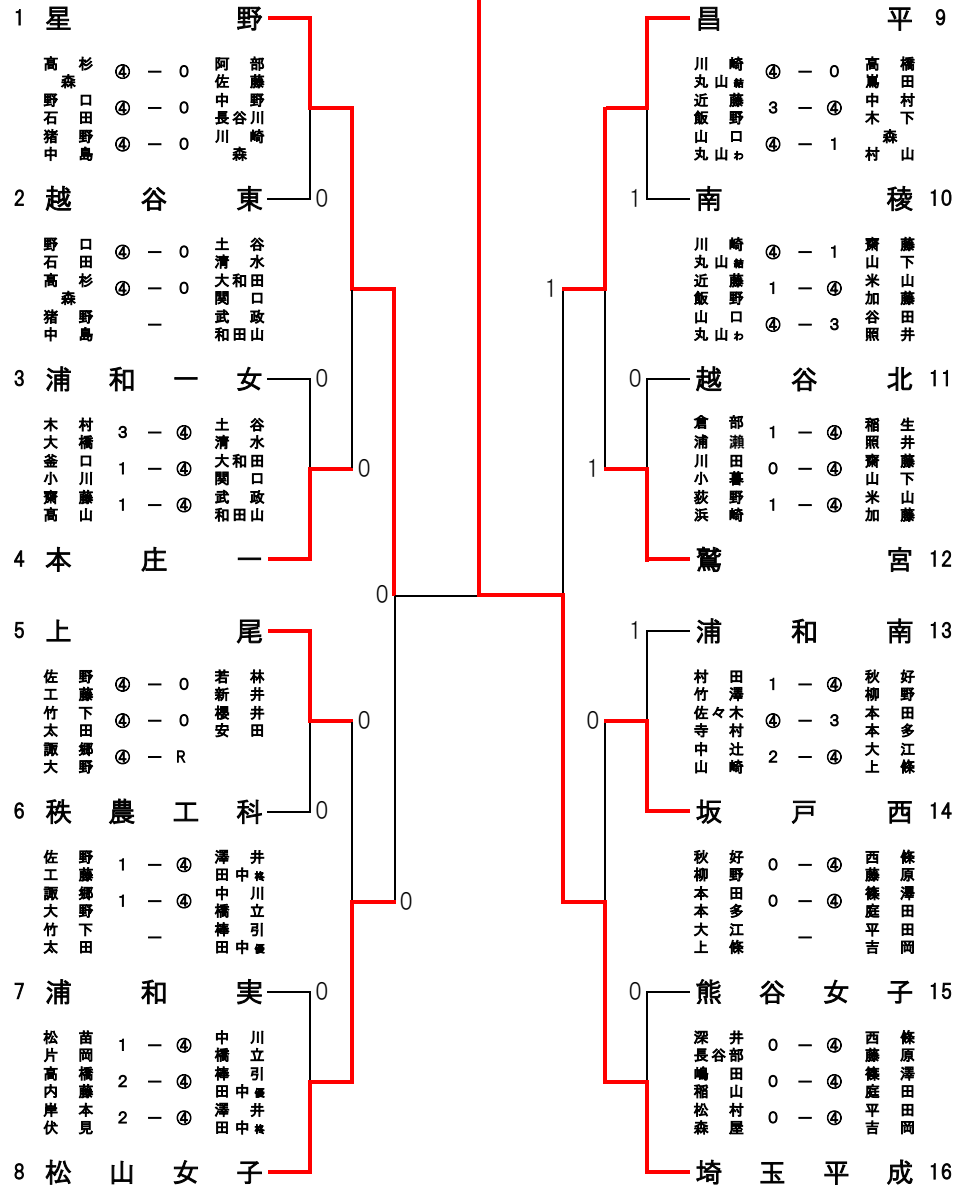 1 星野
高杉 ④ － 0 阿部
森 佐藤
野口 ④ － 0 中野
石田 長谷川
猪野 ④ － 0 川崎
中島 森
2 越谷東 0
野口 ④ － 0 土谷
石田 清水
高杉 ④ － 0 大和田
森 関口
猪野 － 武政
中島 和田山
3 浦和一女 0
木村 3 － ④ 土谷
大橋 清水
釜口 1 － ④ 大和田
小川 関口
齋藤 1 － ④ 武政
高山 和田山
0
4 本庄一
0
5 上尾
佐野 ④ － 0 若林
工藤 新井
竹下 ④ － 0 櫻井
太田 安田
諏郷 ④ － R
大野
0
6 秩農工科 0
佐野 1 － ④ 澤井
工藤 田中
諏郷 1 － ④ 中川
大野 橋立
竹下 － 棒引
太田 田中優
0
7 浦和実 0
松苗 1 － ④ 中川
片岡 橋立
高橋 2 － ④ 棒引
内藤 田中優
岸本 2 － ④ 澤井
伏見 田中
8 松山女子
昌平 9
川崎 ④ － 0 高橋
丸山結 嶌田
近藤 3 － ④ 中村
飯野 木下
山口 ④ － 1 森
丸山わ 村山
1 南稜 10
川崎 ④ － 1 齋藤
丸山結 山下
近藤 1 － ④ 米山
飯野 加藤
山口 ④ － 3 谷田
丸山わ 照井
1
0 越谷北 11
倉部 1 － ④ 稲生
浦瀬 照井
川田 0 － ④ 齋藤
小暮 山下
荻野 1 － ④ 米山
浜崎 加藤
1
鷲宮 12
1 浦和南 13
村田 1 － ④ 秋好
竹澤 柳野
佐々木 ④ － 3 本田
寺村 本多
中辻 2 － ④ 大江
山崎 上條
0
坂戸西 14
秋好 0 － ④ 西條
柳野 藤原
本田 0 － ④ 篠澤
本多 庭田
大江 － 平田
上條 吉岡
0 熊谷女子 15
深井 0 － ④ 西條
長谷部 藤原
嶋田 0 － ④ 篠澤
稲山 庭田
松村 0 － ④ 平田
森屋 吉岡
埼玉平成 16